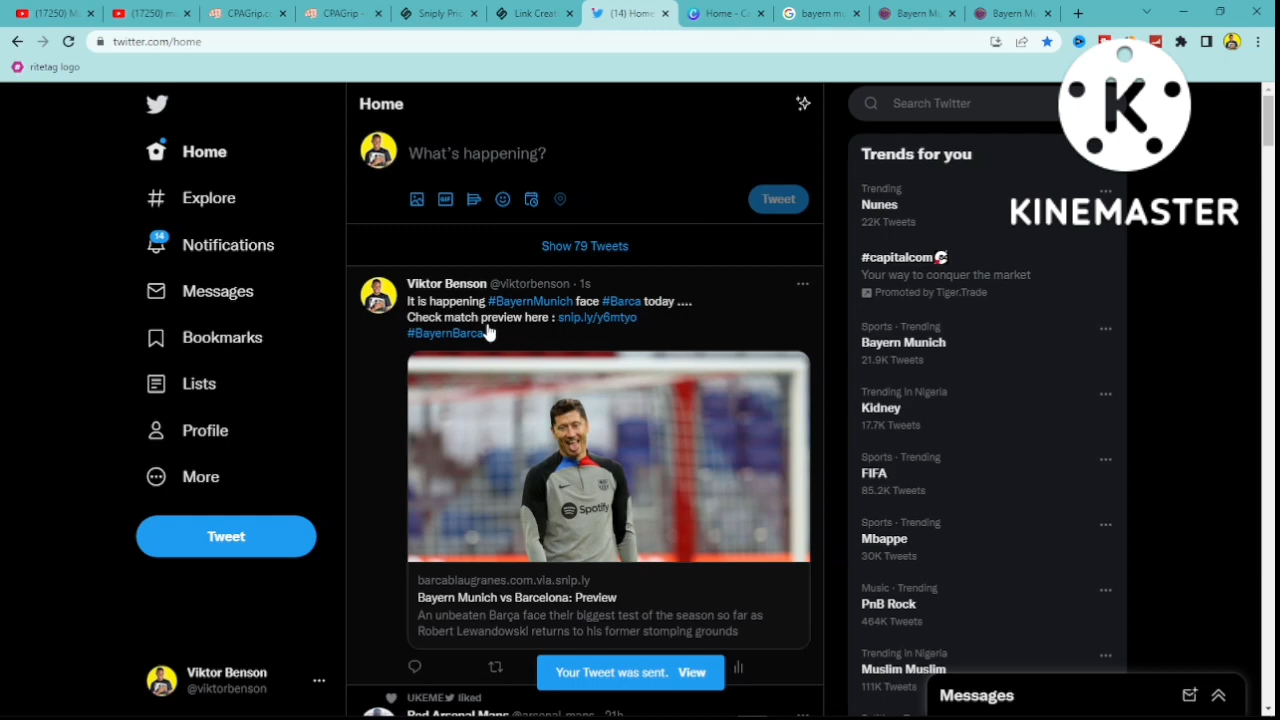 (17250) M
(17250) m
CPAGrip.c
CPAGrip -
Sniply Pric
Link Creat
(14) Home
Home - C
bayern mu
Bayern Mu
Bayern M
twitter.com/home
ritetag logo
Home
Explore
14
Notifications
Messages
Bookmarks
Lists
Profile
More
Tweet
Viktor Benson
@viktorbenson
Home
What's happening?
GIF
Tweet
Show 79 Tweets
Viktor Benson @viktorbenson · 1s
It is happening #BayernMunich face #Barca today ....
Check match preview here : snip.ly/y6mtyo
#BayernBarca
Spotify
barcablaugranes.com.via.snip.ly
Bayern Munich vs Barcelona: Preview
An unbeaten Barça face their biggest test of the season so far as
Robert Lewandowski returns to his former stomping grounds
Your Tweet was sent. View
UKEME liked
Red Arsenal Mans @arsenal_mans · 21h
Search Twitter
K
KINEMASTER
Trends for you
Trending
Nunes
22K Tweets
#capitalcom
Your way to conquer the market
Promoted by Tiger.Trade
Sports · Trending
Bayern Munich
21.9K Tweets
Trending in Nigeria
Kidney
17.7K Tweets
Sports · Trending
FIFA
85.2K Tweets
Sports · Trending
Mbappe
30K Tweets
Music · Trending
PnB Rock
464K Tweets
Trending in Nigeria
Muslim Muslim
111K Tweets
Messages